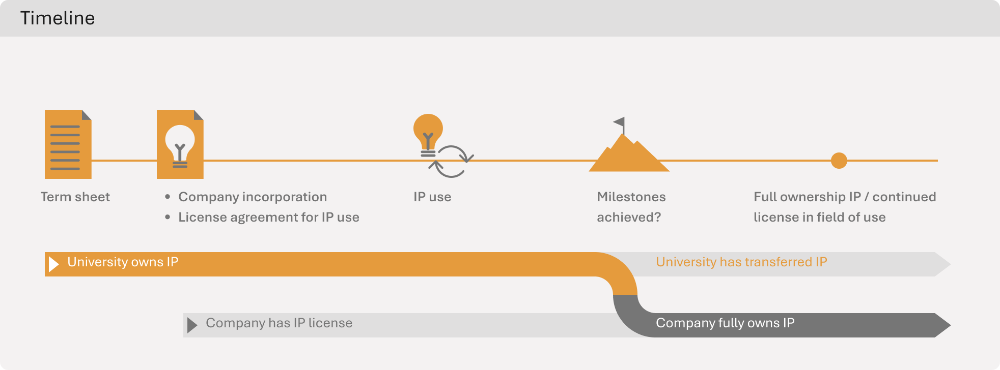 Timeline
Term sheet
• Company incorporation
• License agreement for IP use
IP use
Milestones
achieved?
Full ownership IP / continued
license in field of use
University owns IP
University has transferred IP
Company has IP license
Company fully owns IP